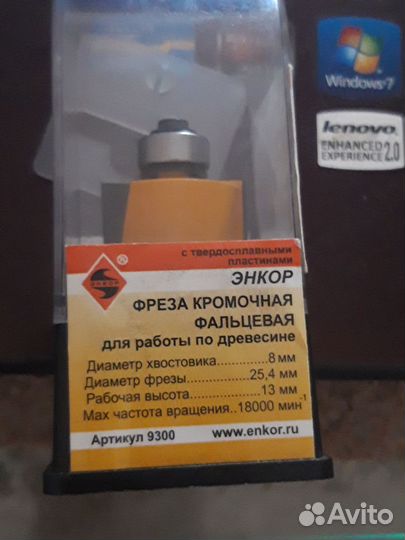 Windows 7
lenovo
ENHANCED
EXPERIENCE 2.0
с твердосплавными
пластинами
ЭНКОР
®
ЭНКОР
ФРЕЗА КРОМОЧНАЯ
ФАЛЬЦЕВАЯ
для работы по древесине
Диаметр хвостовика..............8 мм
Диаметр фрезы................25,4 мм
Рабочая высота.................13 мм
Мах частота вращения..18000 мин-1
Артикул 9300 www.enkor.ru
Avito